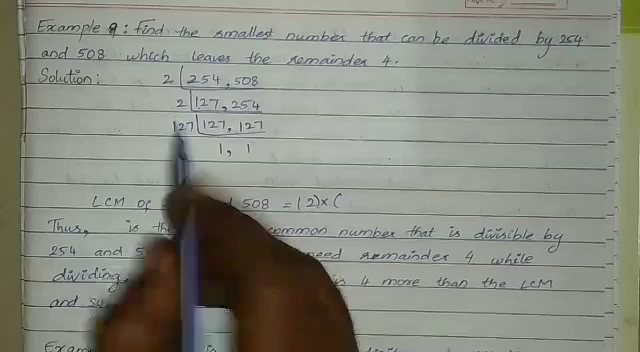 Example 9: Find the smallest number that can be divided by 254
and 508 which leaves the remainder 4.
Solution: 2 | 254, 508
2 | 127, 254
127 | 127, 127
1, 1
LCM of 508 = (2)×(
Thus, is the common number that is divisible by
254 and need remainder 4 while
dividing. is 4 more than the LCM
and